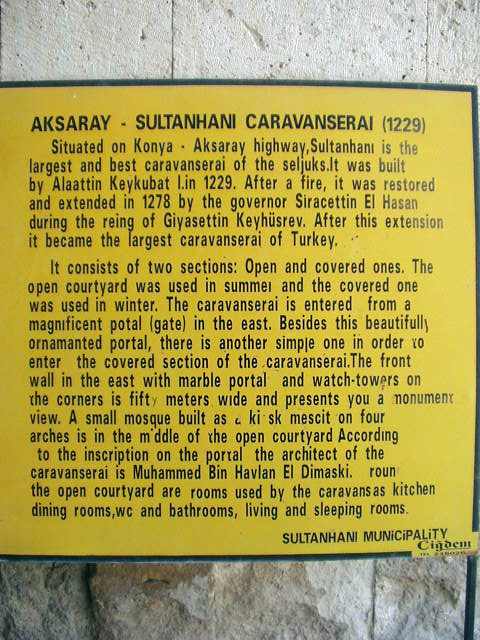 AKSARAY - SULTANHANI CARAVANSERAI (1229)
Situated on Konya - Aksaray highway,Sultanhanı is the
largest and best caravanserai of the seljuks.It was built
by Alaattin Keykubat I.in 1229. After a fire, it was restored
and extended in 1278 by the governor Siracettin El Hasan
during the reing of Giyasettin Keyhüsrev. After this extension
it became the largest caravanserai of Turkey.
It consists of two sections: Open and covered ones. The
open courtyard was used in summer and the covered one
was used in winter. The caravanserai is entered from a
magnificent potal (gate) in the east. Besides this beautifully
ornamanted portal, there is another simple one in order to
enter the covered section of the caravanserai.The front
wall in the east with marble portal and watch-towers on
the corners is fifty meters wide and presents you a monument
view. A small mosque built as a ki sk mescit on four
arches is in the middle of the open courtyard According
to the inscription on the portal the architect of the
caravanserai is Muhammed Bin Havlan El Dimaski. roun
the open courtyard are rooms used by the caravans as kitchen
dining rooms,wc and bathrooms, living and sleeping rooms.
SULTANHANI MUNICIPALITY
Çiğdem